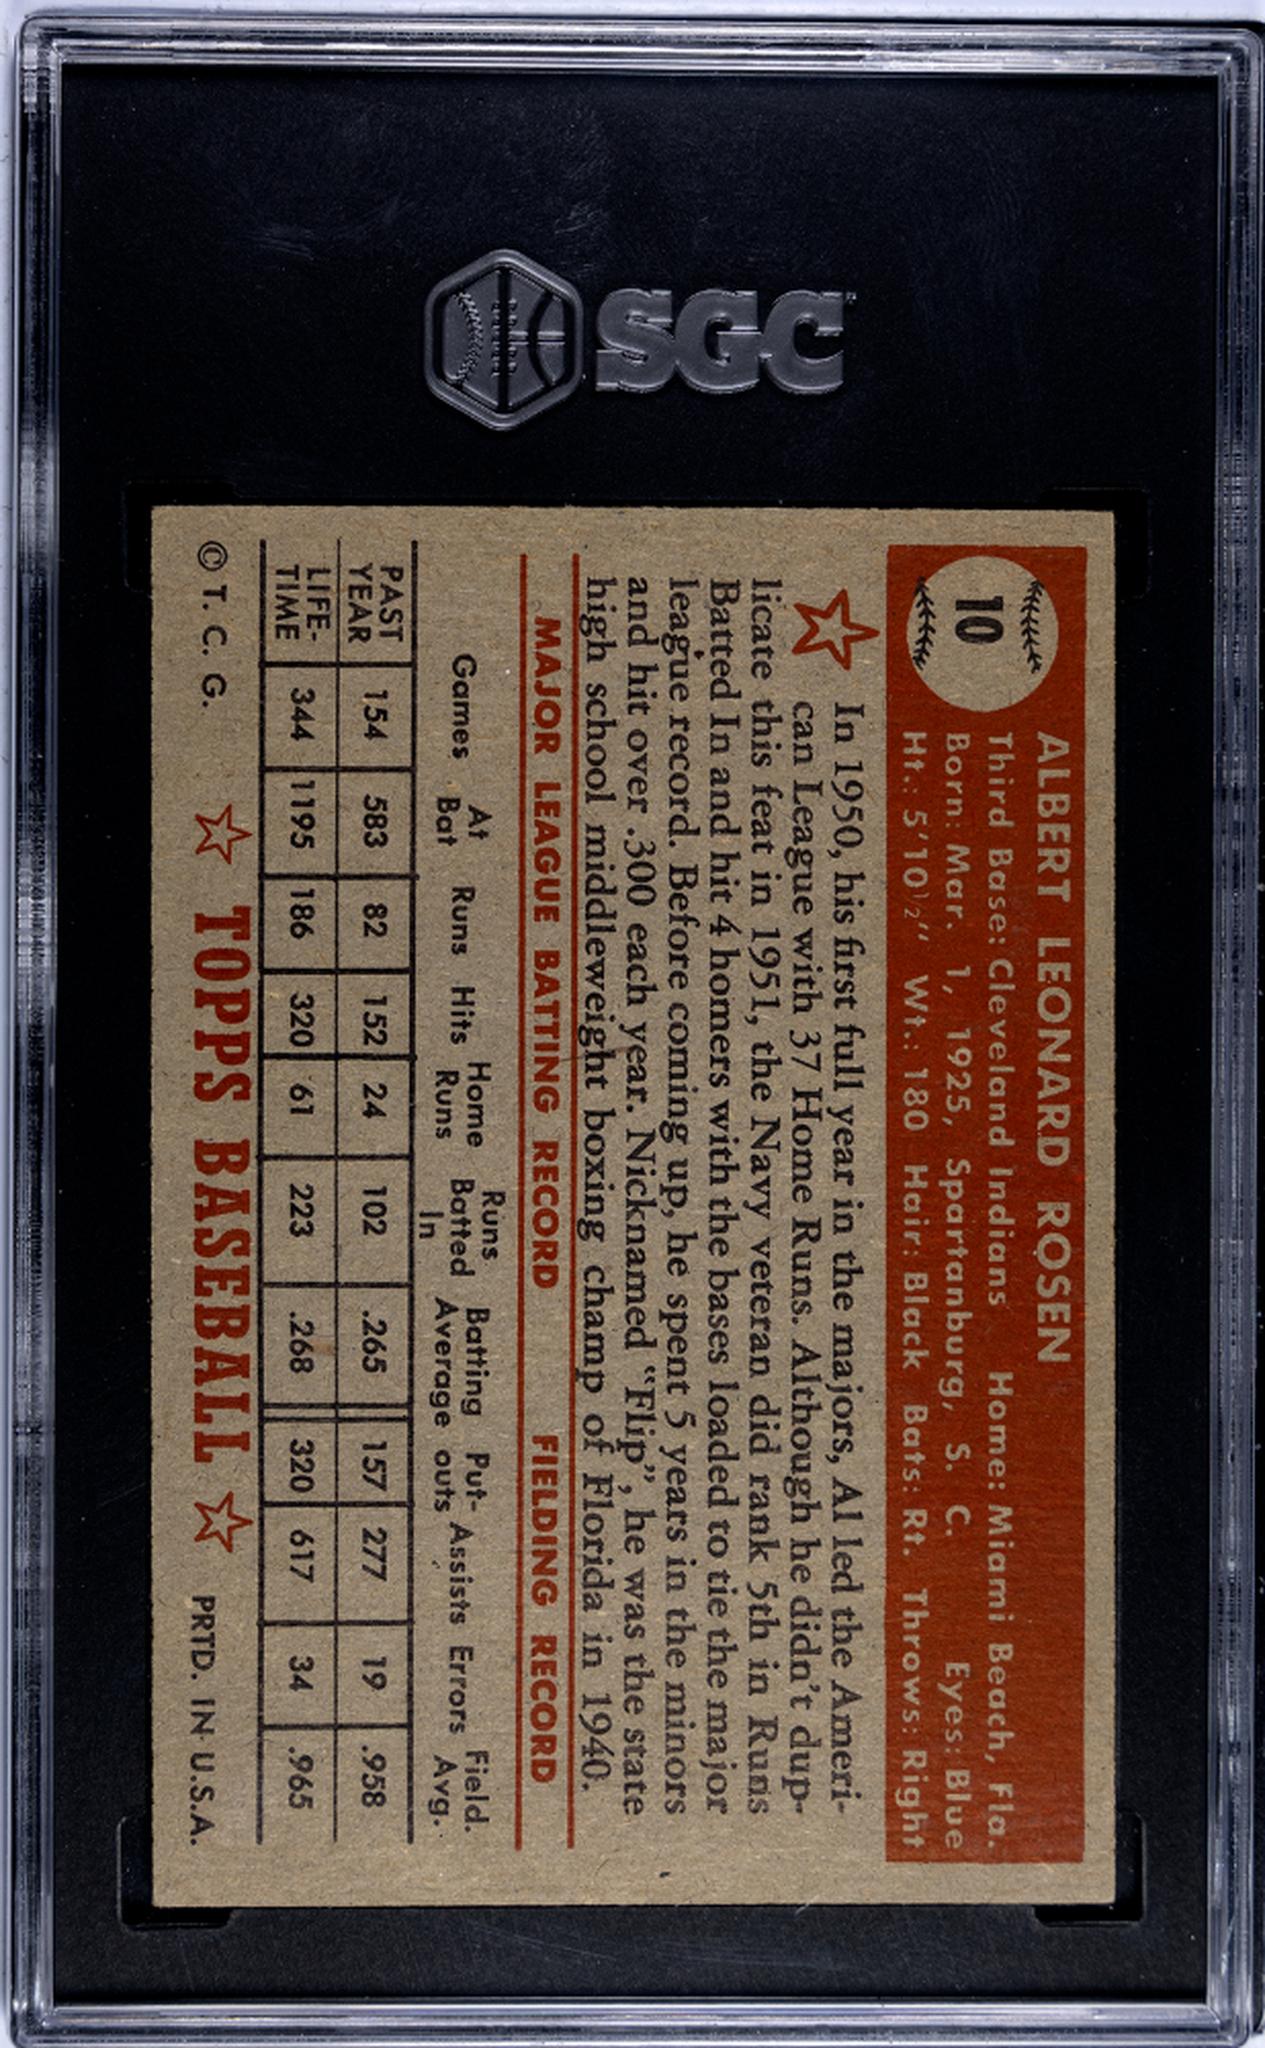 SGC
10
ALBERT LEONARD ROSEN
Third Base: Cleveland Indians Home: Miami Beach, Fla.
Born: Mar. 1, 1925, Spartanburg, S. C. Eyes: Blue
Ht.: 5'10½" Wt.: 180 Hair: Black Bats: Rt. Throws: Right
In 1950, his first full year in the majors, Al led the Ameri-
can League with 37 Home Runs. Although he didn't dup-
licate this feat in 1951, the Navy veteran did rank 5th in Runs
Batted In and hit 4 homers with the bases loaded to tie the major
league record. Before coming up, he spent 5 years in the minors
and hit over .300 each year. Nicknamed "Flip", he was the state
high school middleweight boxing champ of Florida in 1940.
MAJOR LEAGUE BATTING RECORD FIELDING RECORD
Games At Bat Runs Hits Home Runs Runs Batted In Batting Average Put-outs Assists Errors Field. Avg.
PAST YEAR 154 583 82 152 24 102 .265 157 277 19 .958
LIFE-TIME 344 1195 186 320 61 223 .268 320 617 34 .965
© T. C. G. TOPPS BASEBALL PRTD. IN U.S.A.